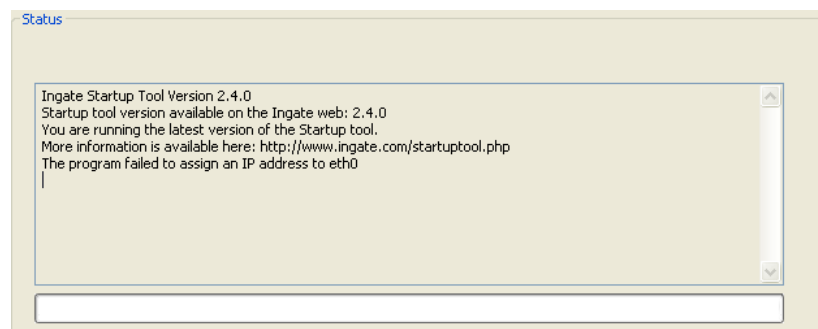 Status
Ingate Startup Tool Version 2.4.0
Startup tool version available on the Ingate web: 2.4.0
You are running the latest version of the Startup tool.
More information is available here: http://www.ingate.com/startuptool.php
The program failed to assign an IP address to eth0